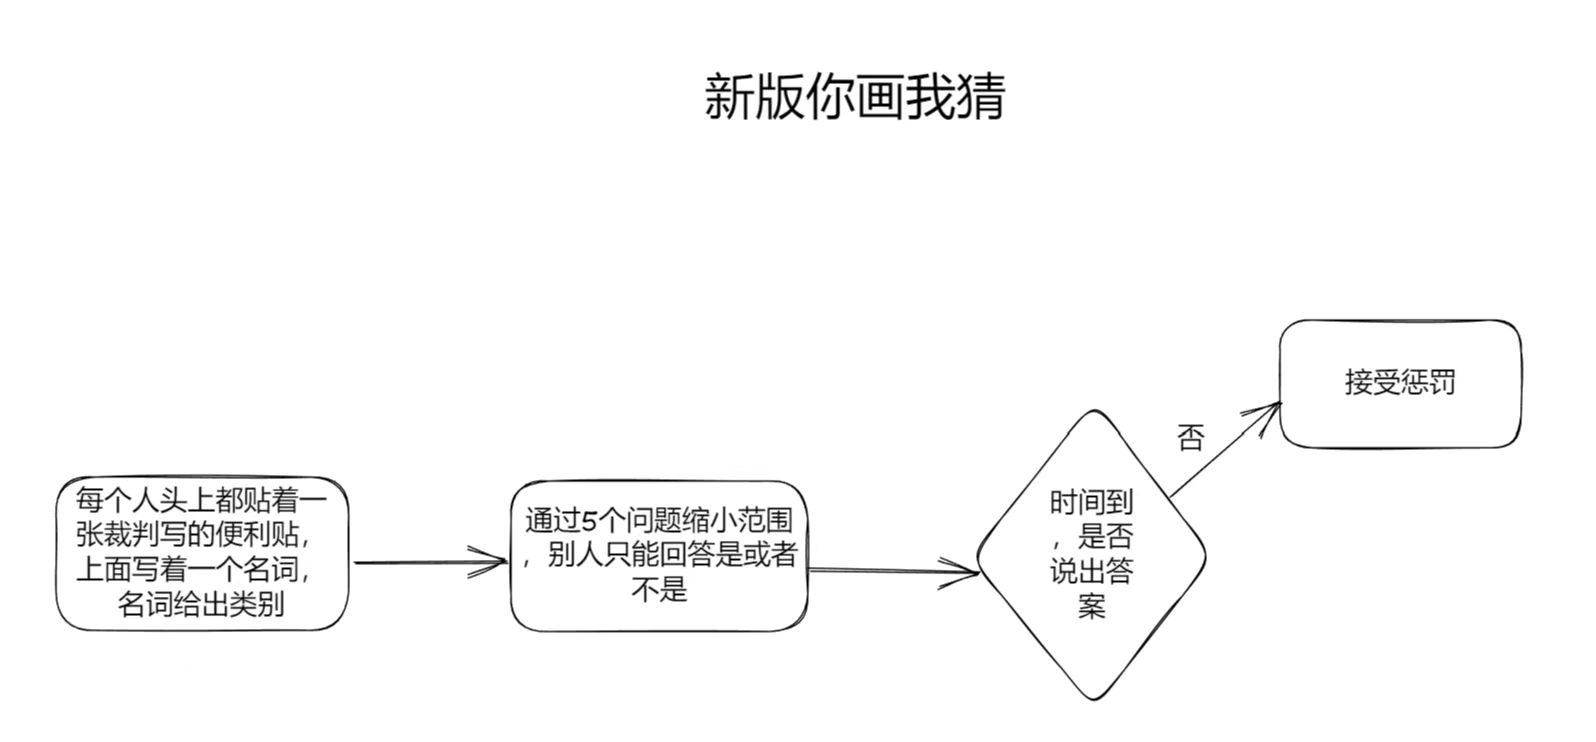 新版你画我猜
每个人头上都贴着一
张裁判写的便利贴，
上面写着一个名词，
名词给出类别
通过5个问题缩小范围
，别人只能回答是或者
不是
时间到
，是否
说出答
案
否
接受惩罚